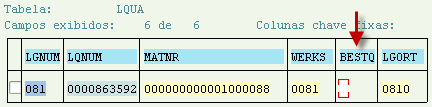 Tabela: LQUA
Campos exibidos: 6 de 6 Colunas chave fixas:
LGNUM LQNUM MATNR WERKS BESTQ LGORT
081 0000863592 000000000001000088 0081 0810